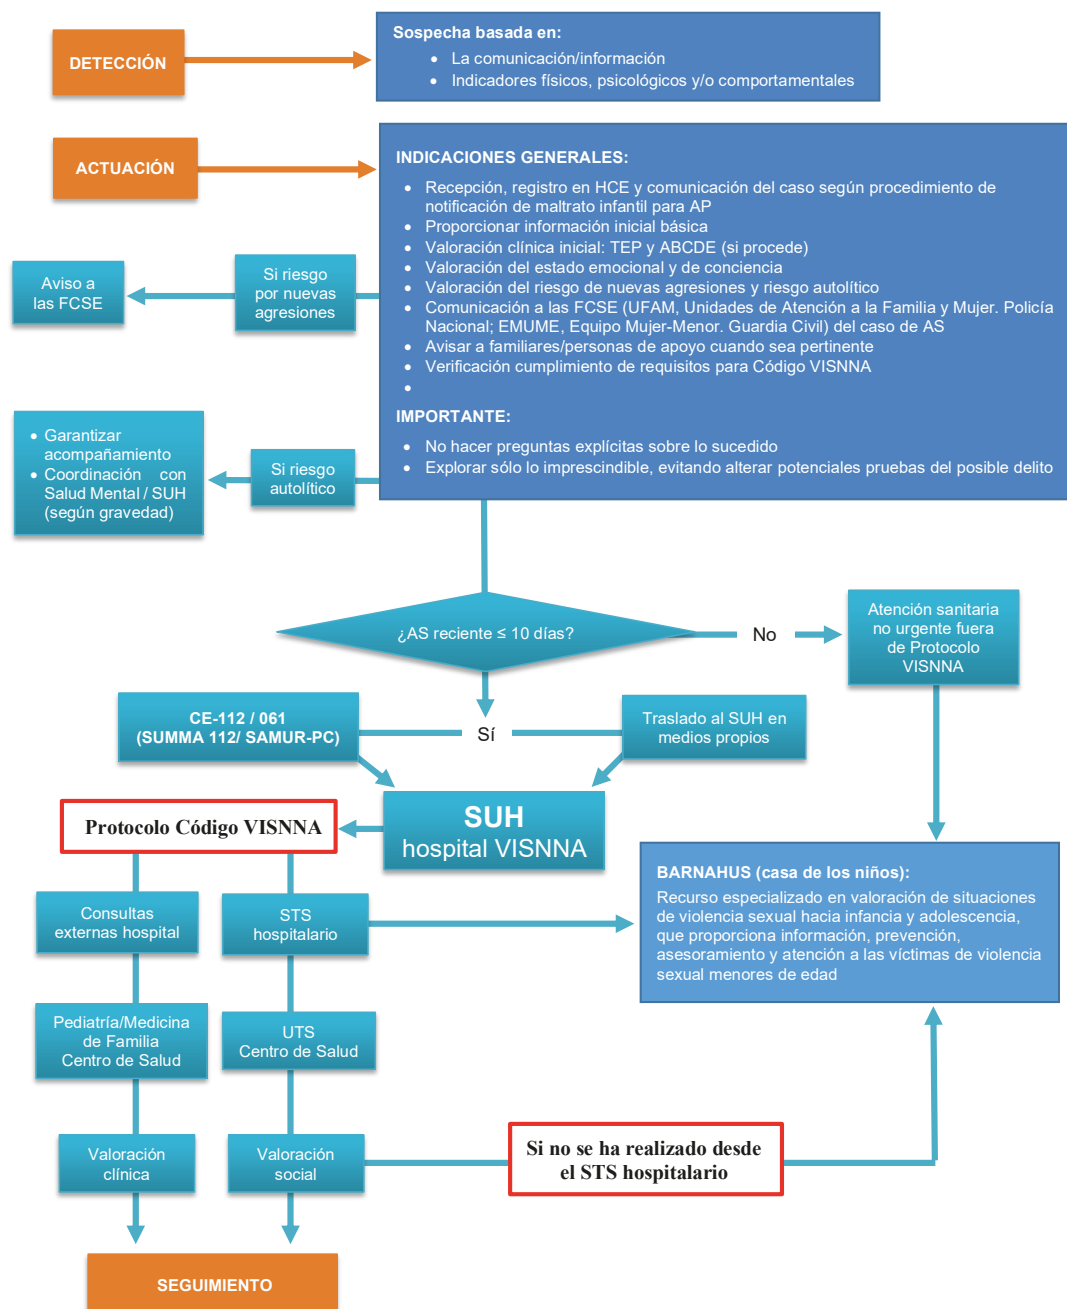 DETECCIÓN
Sospecha basada en:
• La comunicación/información
• Indicadores físicos, psicológicos y/o comportamentales
ACTUACIÓN
INDICACIONES GENERALES:
• Recepción, registro en HCE y comunicación del caso según procedimiento de
notificación de maltrato infantil para AP
• Proporcionar información inicial básica
• Valoración clínica inicial: TEP y ABCDE (si procede)
• Valoración del estado emocional y de conciencia
• Valoración del riesgo de nuevas agresiones y riesgo autolítico
• Comunicación a las FCSE (UFAM, Unidades de Atención a la Familia y Mujer. Policía
Nacional; EMUME, Equipo Mujer-Menor. Guardia Civil) del caso de AS
• Avisar a familiares/personas de apoyo cuando sea pertinente
• Verificación cumplimiento de requisitos para Código VISNNA
•
IMPORTANTE:
• No hacer preguntas explícitas sobre lo sucedido
• Explorar sólo lo imprescindible, evitando alterar potenciales pruebas del posible delito
Si riesgo
por nuevas
agresiones
Aviso a
las FCSE
Si riesgo
autolítico
• Garantizar
acompañamiento
• Coordinación con
Salud Mental / SUH
(según gravedad)
¿AS reciente ≤ 10 días?
No
Atención sanitaria
no urgente fuera
de Protocolo
VISNNA
Sí
CE-112 / 061
(SUMMA 112/ SAMUR-PC)
Traslado al SUH en
medios propios
SUH
hospital VISNNA
Protocolo Código VISNNA
BARNAHUS (casa de los niños):
Recurso especializado en valoración de situaciones
de violencia sexual hacia infancia y adolescencia,
que proporciona información, prevención,
asesoramiento y atención a las víctimas de violencia
sexual menores de edad
Consultas
externas hospital
STS
hospitalario
Pediatría/Medicina
de Familia
Centro de Salud
UTS
Centro de Salud
Valoración
clínica
Valoración
social
Si no se ha realizado desde
el STS hospitalario
SEGUIMIENTO